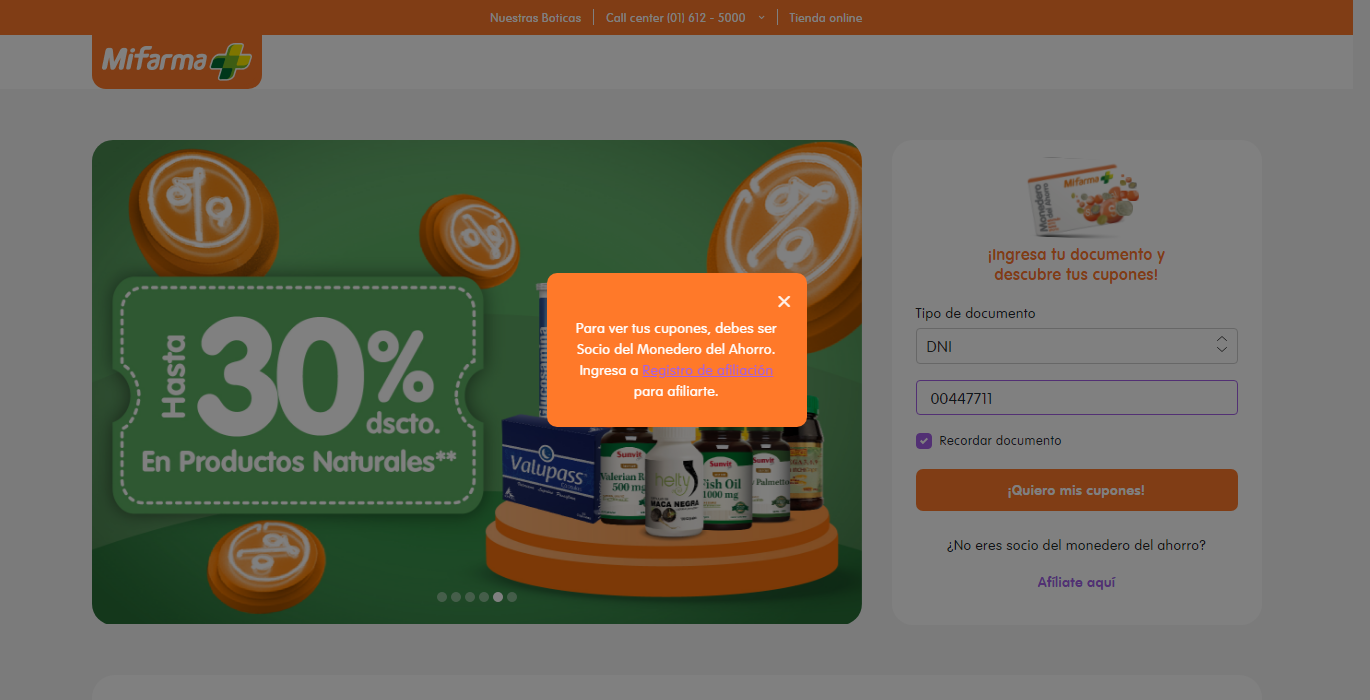 Nuestras Boticas
Call center (01) 612 - 5000
Tienda online
Mifarma
Hasta
30%
dscto.
En Productos Naturales**
Glucosamina
Valupass
Sunvit
Valerian R
500 mg
helty
MACA NEGRA
Sunvit
Fish Oil
1000 mg
Sunvit
Palmetto
Para ver tus cupones, debes ser
Socio del Monedero del Ahorro.
Ingresa a Registro de afiliación
para afiliarte.
Mifarma
Monedero
del Ahorro
¡Ingresa tu documento y
descubre tus cupones!
Tipo de documento
DNI
00447711
Recordar documento
¡Quiero mis cupones!
¿No eres socio del monedero del ahorro?
Afíliate aquí